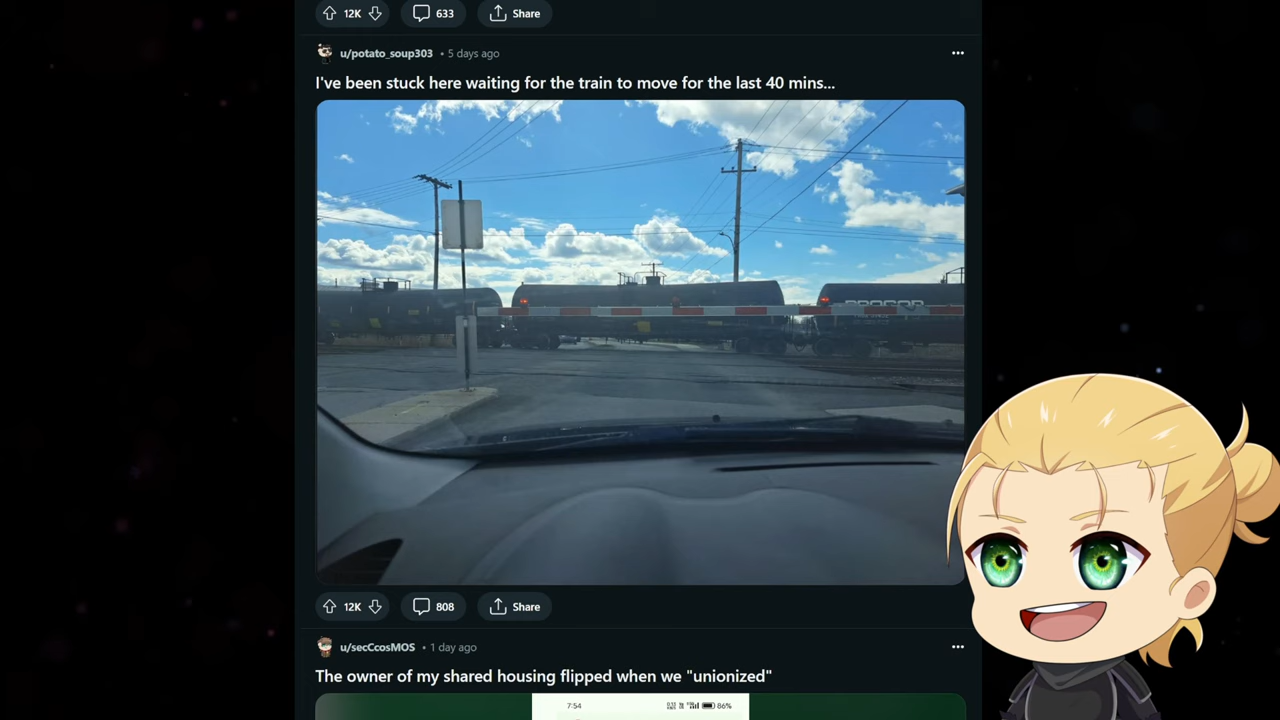 12K 633 Share
u/potato_soup303 • 5 days ago
I've been stuck here waiting for the train to move for the last 40 mins...
PROCOR
12K 808 Share
u/secCcosMOS • 1 day ago
The owner of my shared housing flipped when we "unionized"
7:54 86%